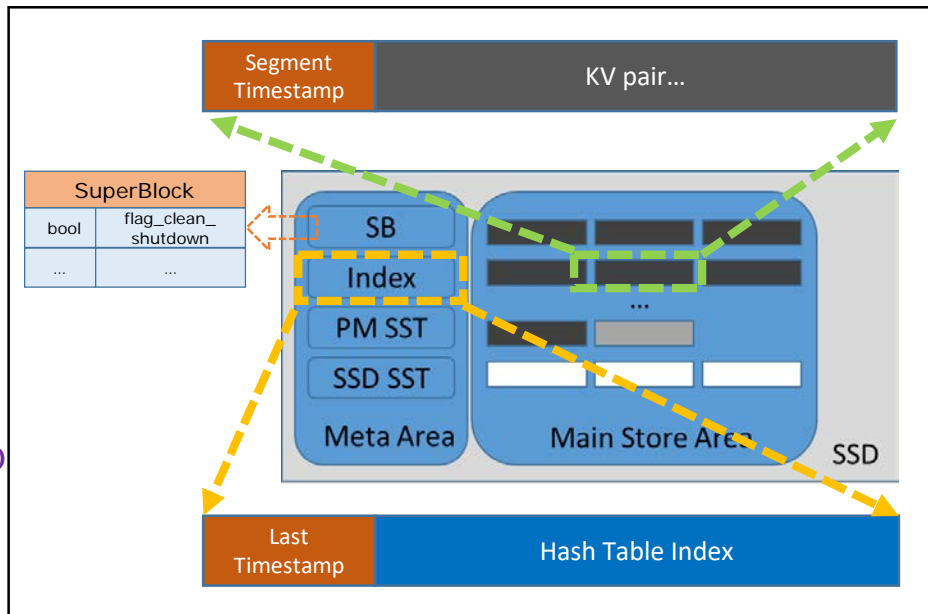 Segment
Timestamp
KV pair...
SuperBlock
bool
flag_clean_
shutdown
...
...
SB
Index
PM SST
SSD SST
Meta Area
...
Main Store Area
SSD
Last
Timestamp
Hash Table Index